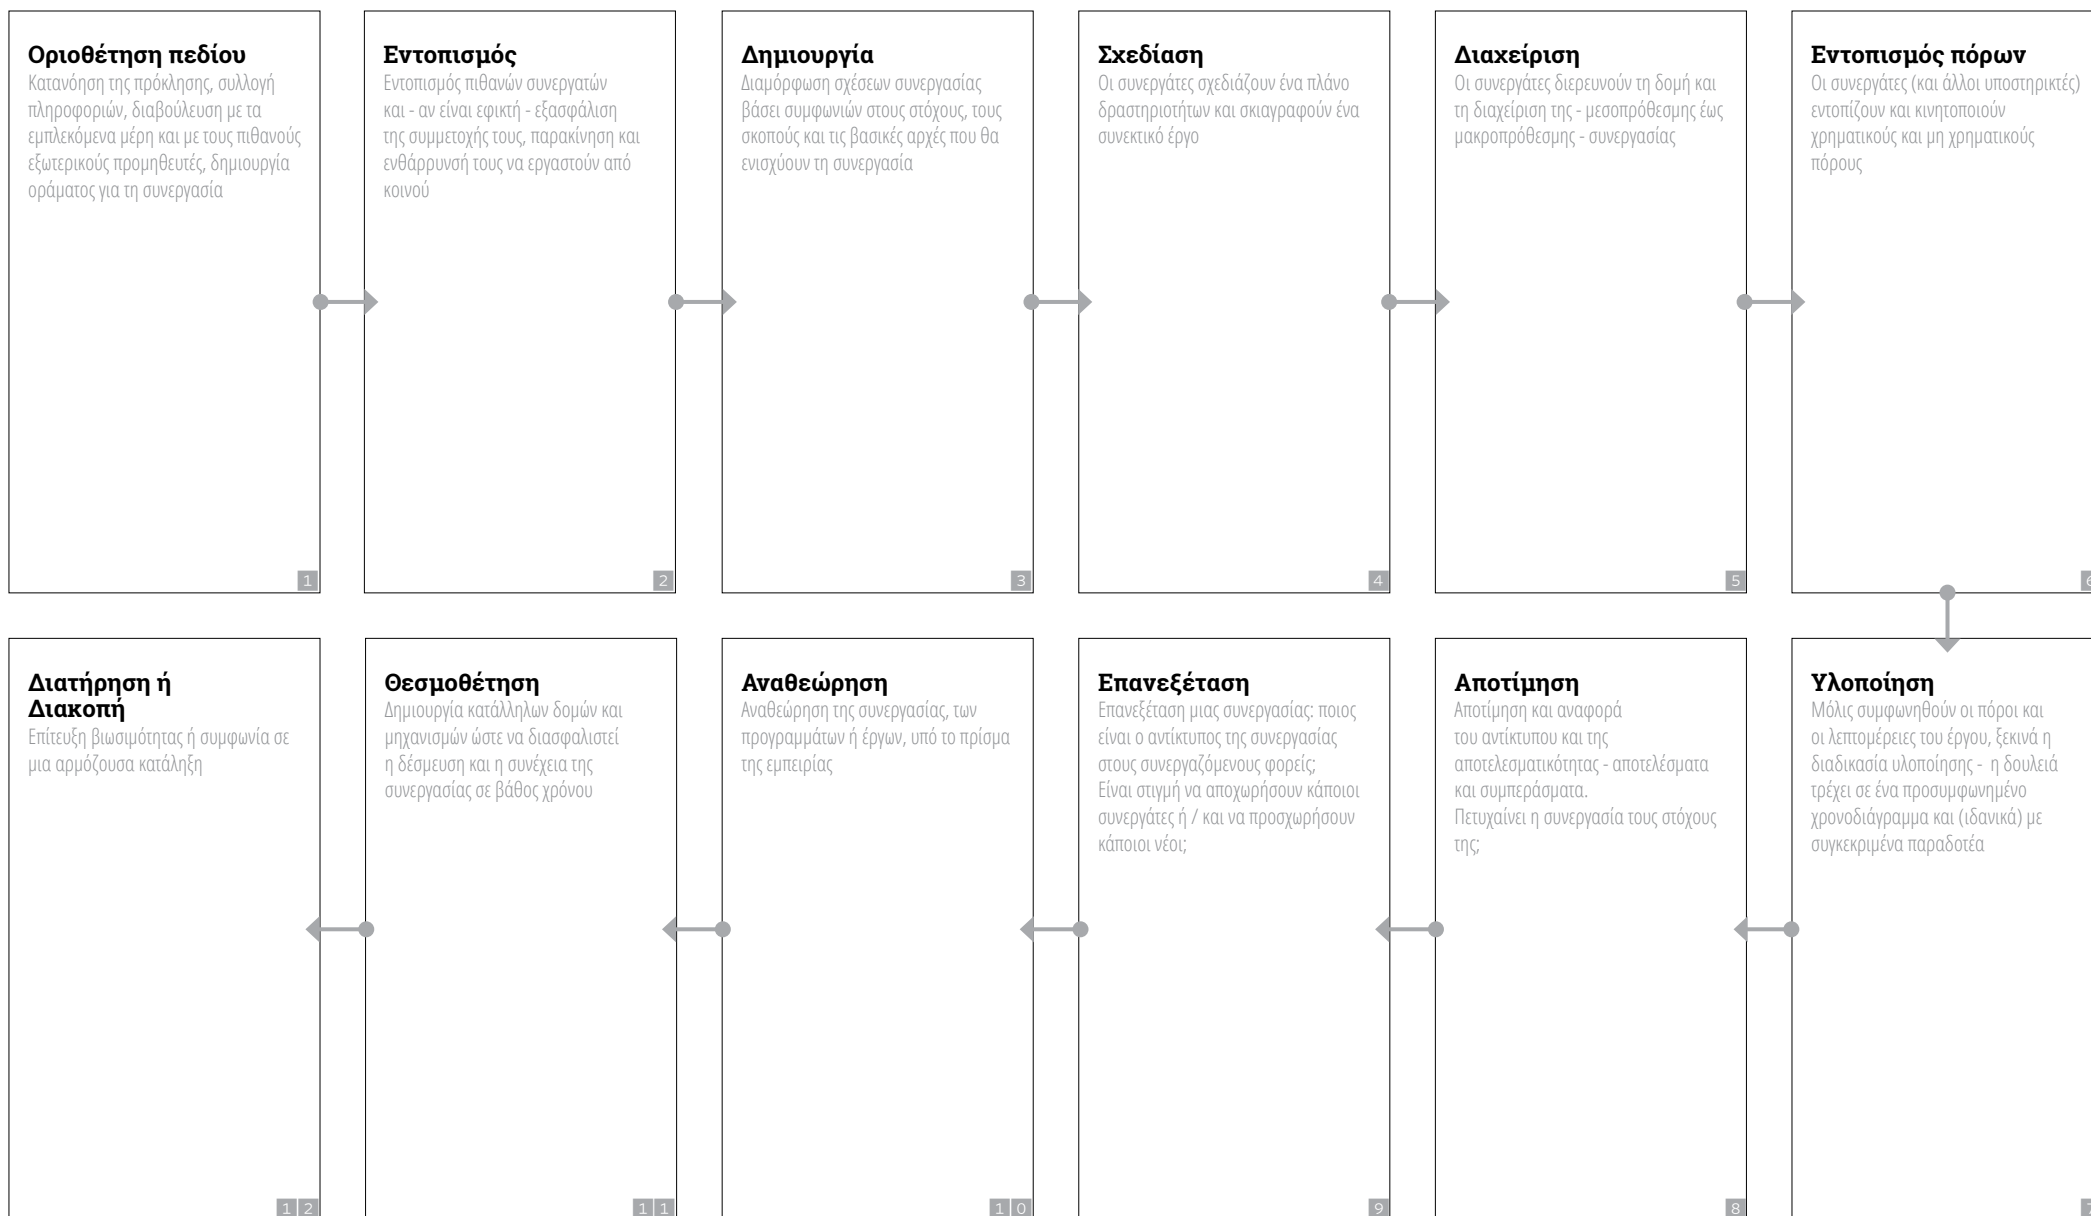 Οριοθέτηση πεδίου
Κατανόηση της πρόκλησης, συλλογή
πληροφοριών, διαβούλευση με τα
εμπλεκόμενα μέρη και με τους πιθανούς
εξωτερικούς προμηθευτές, δημιουργία
οράματος για τη συνεργασία
1
Εντοπισμός
Εντοπισμός πιθανών συνεργατών
και - αν είναι εφικτή - εξασφάλιση
της συμμετοχής τους, παρακίνηση και
ενθάρρυνσή τους να εργαστούν από
κοινού
2
Δημιουργία
Διαμόρφωση σχέσεων συνεργασίας
βάσει συμφωνιών στους στόχους, τους
σκοπούς και τις βασικές αρχές που θα
ενισχύουν τη συνεργασία
3
Σχεδίαση
Οι συνεργάτες σχεδιάζουν ένα πλάνο
δραστηριοτήτων και σκιαγραφούν ένα
συνεκτικό έργο
4
Διαχείριση
Οι συνεργάτες διερευνούν τη δομή και
τη διαχείριση της - μεσοπρόθεσμης έως
μακροπρόθεσμης - συνεργασίας
5
Εντοπισμός πόρων
Οι συνεργάτες (και άλλοι υποστηρικτές)
εντοπίζουν και κινητοποιούν
χρηματικούς και μη χρηματικούς
πόρους
6
Υλοποίηση
Μόλις συμφωνηθούν οι πόροι και
οι λεπτομέρειες του έργου, ξεκινά η
διαδικασία υλοποίησης - η δουλειά
τρέχει σε ένα προσυμφωνημένο
χρονοδιάγραμμα και (ιδανικά) με
συγκεκριμένα παραδοτέα
7
Αποτίμηση
Αποτίμηση και αναφορά
του αντίκτυπου και της
αποτελεσματικότητας - αποτελέσματα
και συμπεράσματα.
Πετυχαίνει η συνεργασία τους στόχους
της;
8
Επανεξέταση
Επανεξέταση μιας συνεργασίας: ποιος
είναι ο αντίκτυπος της συνεργασίας
στους συνεργαζόμενους φορείς;
Είναι στιγμή να αποχωρήσουν κάποιοι
συνεργάτες ή / και να προσχωρήσουν
κάποιοι νέοι;
9
Αναθεώρηση
Αναθεώρηση της συνεργασίας, των
προγραμμάτων ή έργων, υπό το πρίσμα
της εμπειρίας
10
Θεσμοθέτηση
Δημιουργία κατάλληλων δομών και
μηχανισμών ώστε να διασφαλιστεί
η δέσμευση και η συνέχεια της
συνεργασίας σε βάθος χρόνου
11
Διατήρηση ή
Διακοπή
Επίτευξη βιωσιμότητας ή συμφωνία σε
μια αρμόζουσα κατάληξη
12